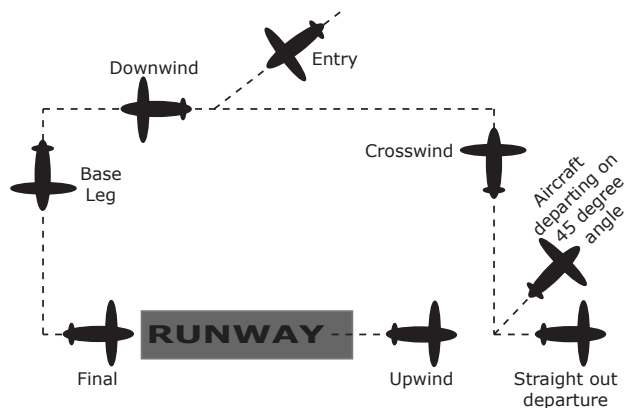 Downwind
Entry
Crosswind
Base
Leg
Aircraft
departing on
45 degree
angle
RUNWAY
Final
Upwind
Straight out
departure